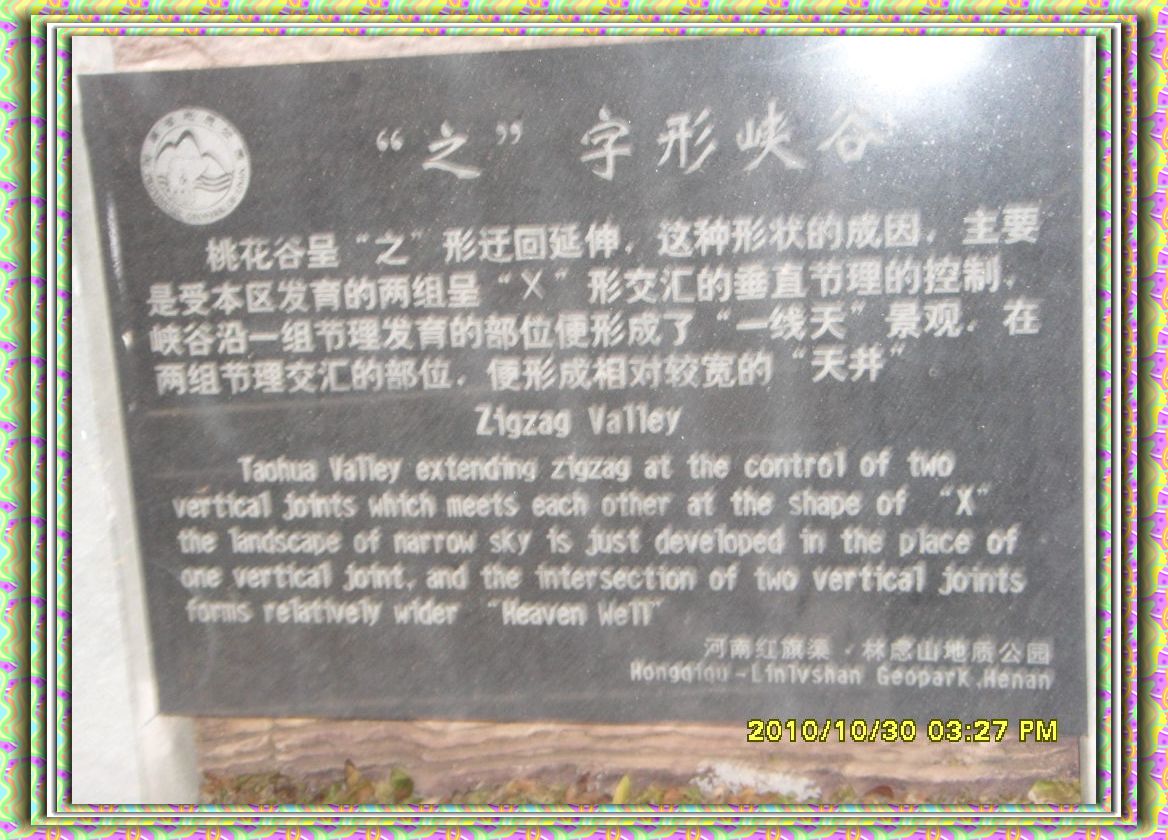 “之”字形峡谷
桃花谷呈“之”形迂回延伸，这种形状的成因，主要
是受本区发育的两组呈“X”形交汇的垂直节理的控制，
峡谷沿一组节理发育的部位便形成了“一线天”景观，在
两组节理交汇的部位，便形成相对较宽的“天井”。
Zigzag Valley
Taohua Valley extending zigzag at the control of two
vertical joints which meets each other at the shape of “X”
the landscape of narrow sky is just developed in the place of
one vertical joint, and the intersection of two vertical joints
forms relatively wider “Heaven Well”
河南红旗渠·林虑山地质公园
Hongqiqu-Linlvshan Geopark,Henan
2010/10/30 03:27 PM